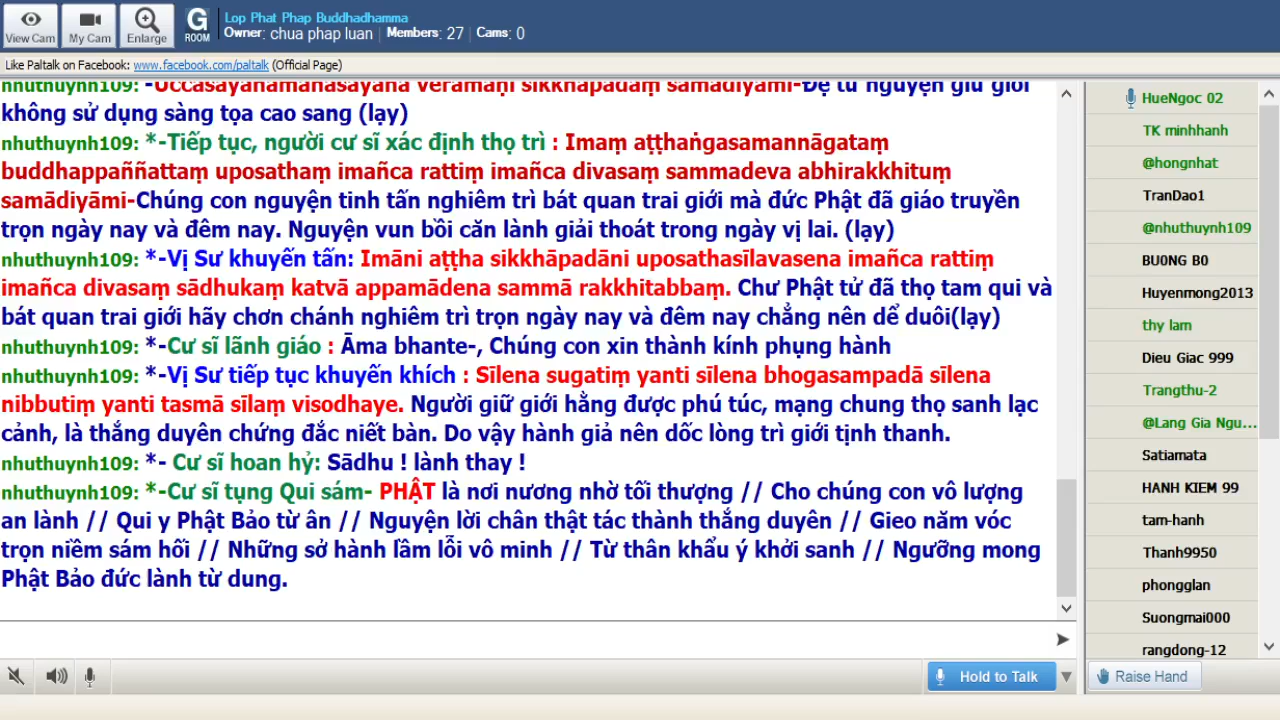 View Cam
My Cam
Enlarge
G
ROOM
Lop Phat Phap Buddhadhamma
Owner: chua phap luan | Members: 27 | Cams: 0
Like Paltalk on Facebook: www.facebook.com/paltalk (Official Page)
nhuthuynh109: -Uccāsayanamahāsayanā veramaṇī sikkhāpadaṃ samādiyāmi-Đệ tử nguyện giữ giới
không sử dụng sàng tọa cao sang (lạy)
nhuthuynh109: *-Tiếp tục, người cư sĩ xác định thọ trì : Imaṃ aṭṭhaṅgasamannāgataṃ
buddhappaññattaṃ uposathaṃ imañca rattiṃ imañca divasaṃ sammadeva abhirakkhituṃ
samādiyāmi-Chúng con nguyện tinh tấn nghiêm trì bát quan trai giới mà đức Phật đã giáo truyền
trọn ngày nay và đêm nay. Nguyện vun bồi căn lành giải thoát trong ngày vị lai. (lạy)
nhuthuynh109: *-Vị Sư khuyến tấn: Imāni aṭṭha sikkhāpadāni uposathasīlavasena imañca rattiṃ
imañca divasaṃ sādhukaṃ katvā appamādena sammā rakkhitabbaṃ. Chư Phật tử đã thọ tam qui và
bát quan trai giới hãy chơn chánh nghiêm trì trọn ngày nay và đêm nay chẳng nên dể duôi(lạy)
nhuthuynh109: *-Cư sĩ lãnh giáo : Āma bhante-, Chúng con xin thành kính phụng hành
nhuthuynh109: *-Vị Sư tiếp tục khuyến khích : Sīlena sugatiṃ yanti sīlena bhogasampadā sīlena
nibbutiṃ yanti tasmā sīlaṃ visodhaye. Người giữ giới hằng được phú túc, mạng chung thọ sanh lạc
cảnh, là thắng duyên chứng đắc niết bàn. Do vậy hành giả nên dốc lòng trì giới tịnh thanh.
nhuthuynh109: *- Cư sĩ hoan hỷ: Sādhu ! lành thay !
nhuthuynh109: *-Cư sĩ tụng Qui sám- PHẬT là nơi nương nhờ tối thượng // Cho chúng con vô lượng
an lành // Qui y Phật Bảo từ ân // Nguyện lời chân thật tác thành thắng duyên // Gieo năm vóc
trọn niềm sám hối // Những sở hành lầm lỗi vô minh // Từ thân khẩu ý khởi sanh // Ngưỡng mong
Phật Bảo đức lành từ dung.
HueNgoc 02
TK minhhanh
@hongnhat
TranDao1
@nhuthuynh109
BU0NG B0
Huyenmong2013
thy lam
Dieu Giac 999
Trangthu-2
@Lang Gia Ngu...
Satiamata
HANH KIEM 99
tam-hanh
Thanh9950
phongglan
Suongmai000
rangdong-12
Hold to Talk
Raise Hand